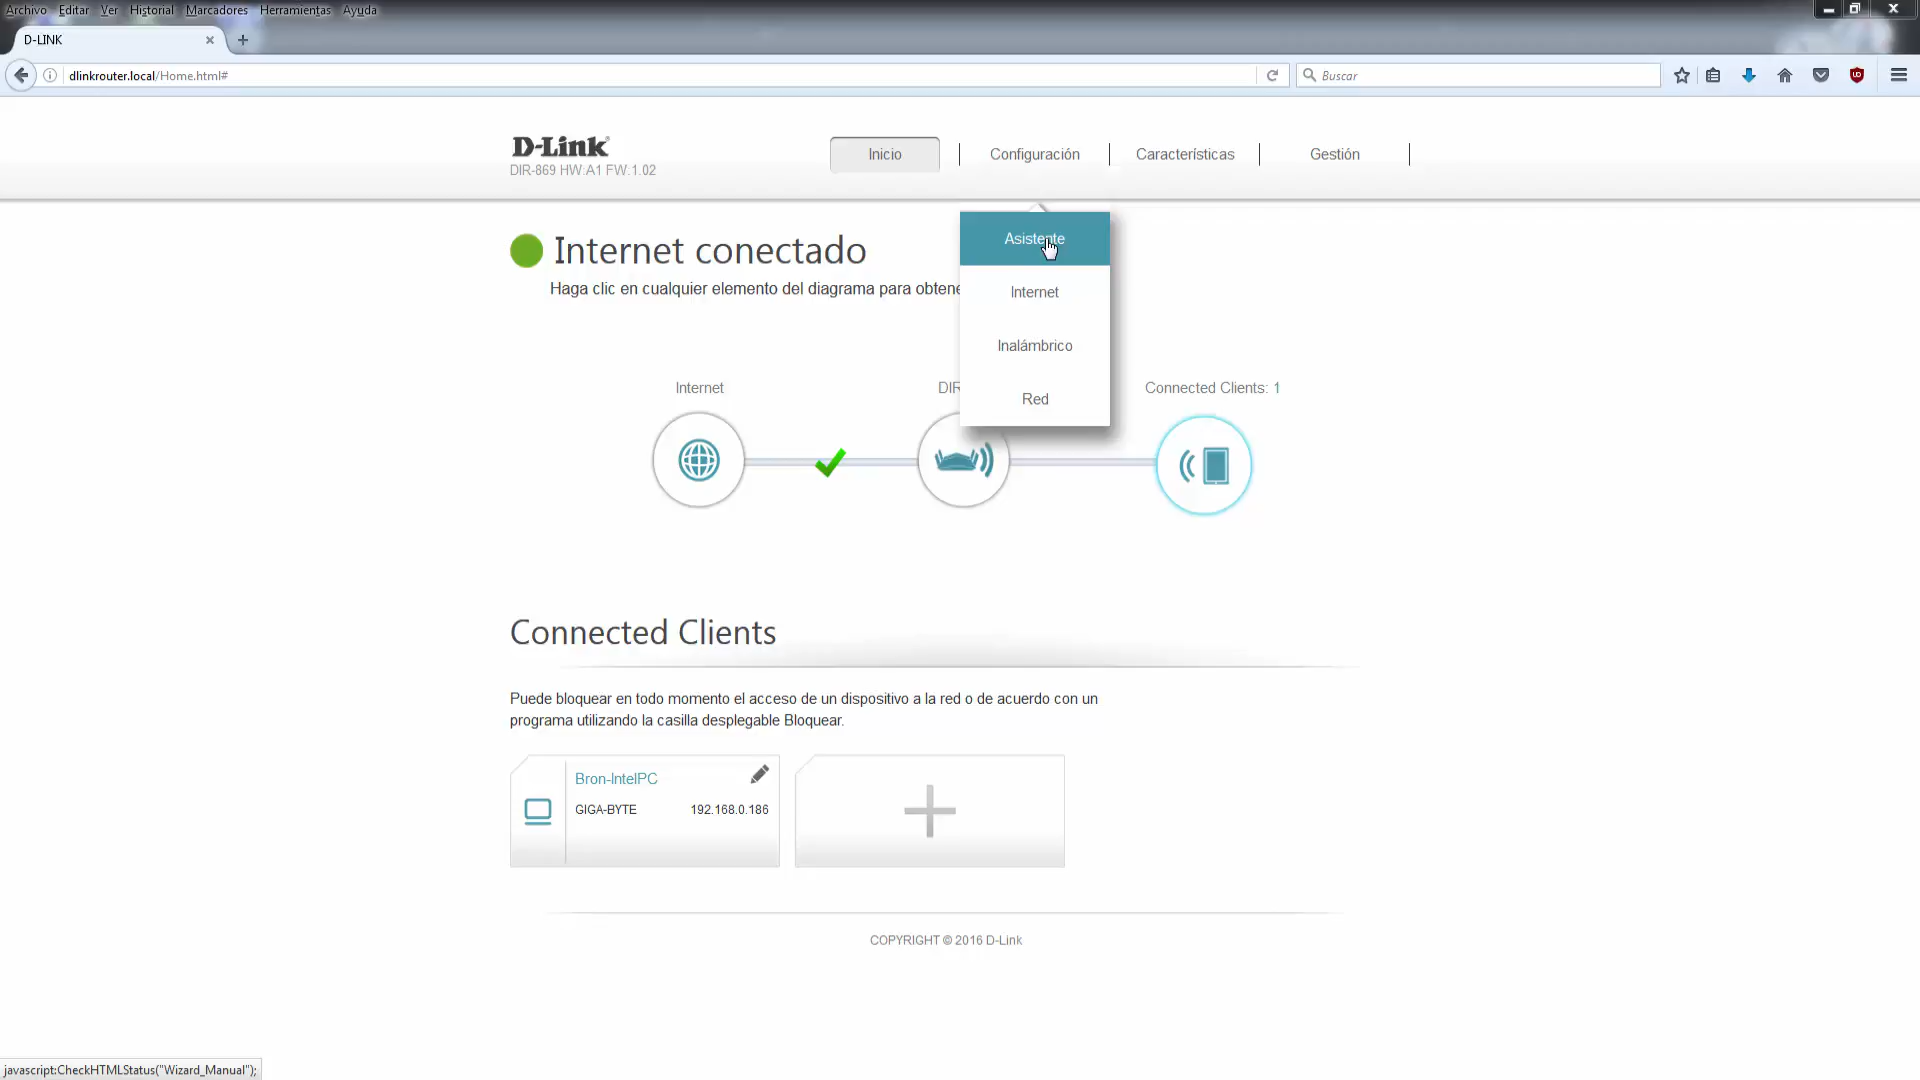 Archivo Editar Ver Historial Marcadores Herramientas Ayuda
D-LINK
dlinkrouter.local/Home.html#
Buscar
D-Link
DIR-869 HW:A1 FW:1.02
Inicio
Configuración
Características
Gestión
Asistente
Internet
Inalámbrico
Red
Internet conectado
Haga clic en cualquier elemento del diagrama para obtene
Internet
DIR
Connected Clients: 1
Connected Clients
Puede bloquear en todo momento el acceso de un dispositivo a la red o de acuerdo con un
programa utilizando la casilla desplegable Bloquear.
Bron-IntelPC
GIGA-BYTE 192.168.0.186
COPYRIGHT © 2016 D-Link
javascript:CheckHTMLStatus("Wizard_Manual");